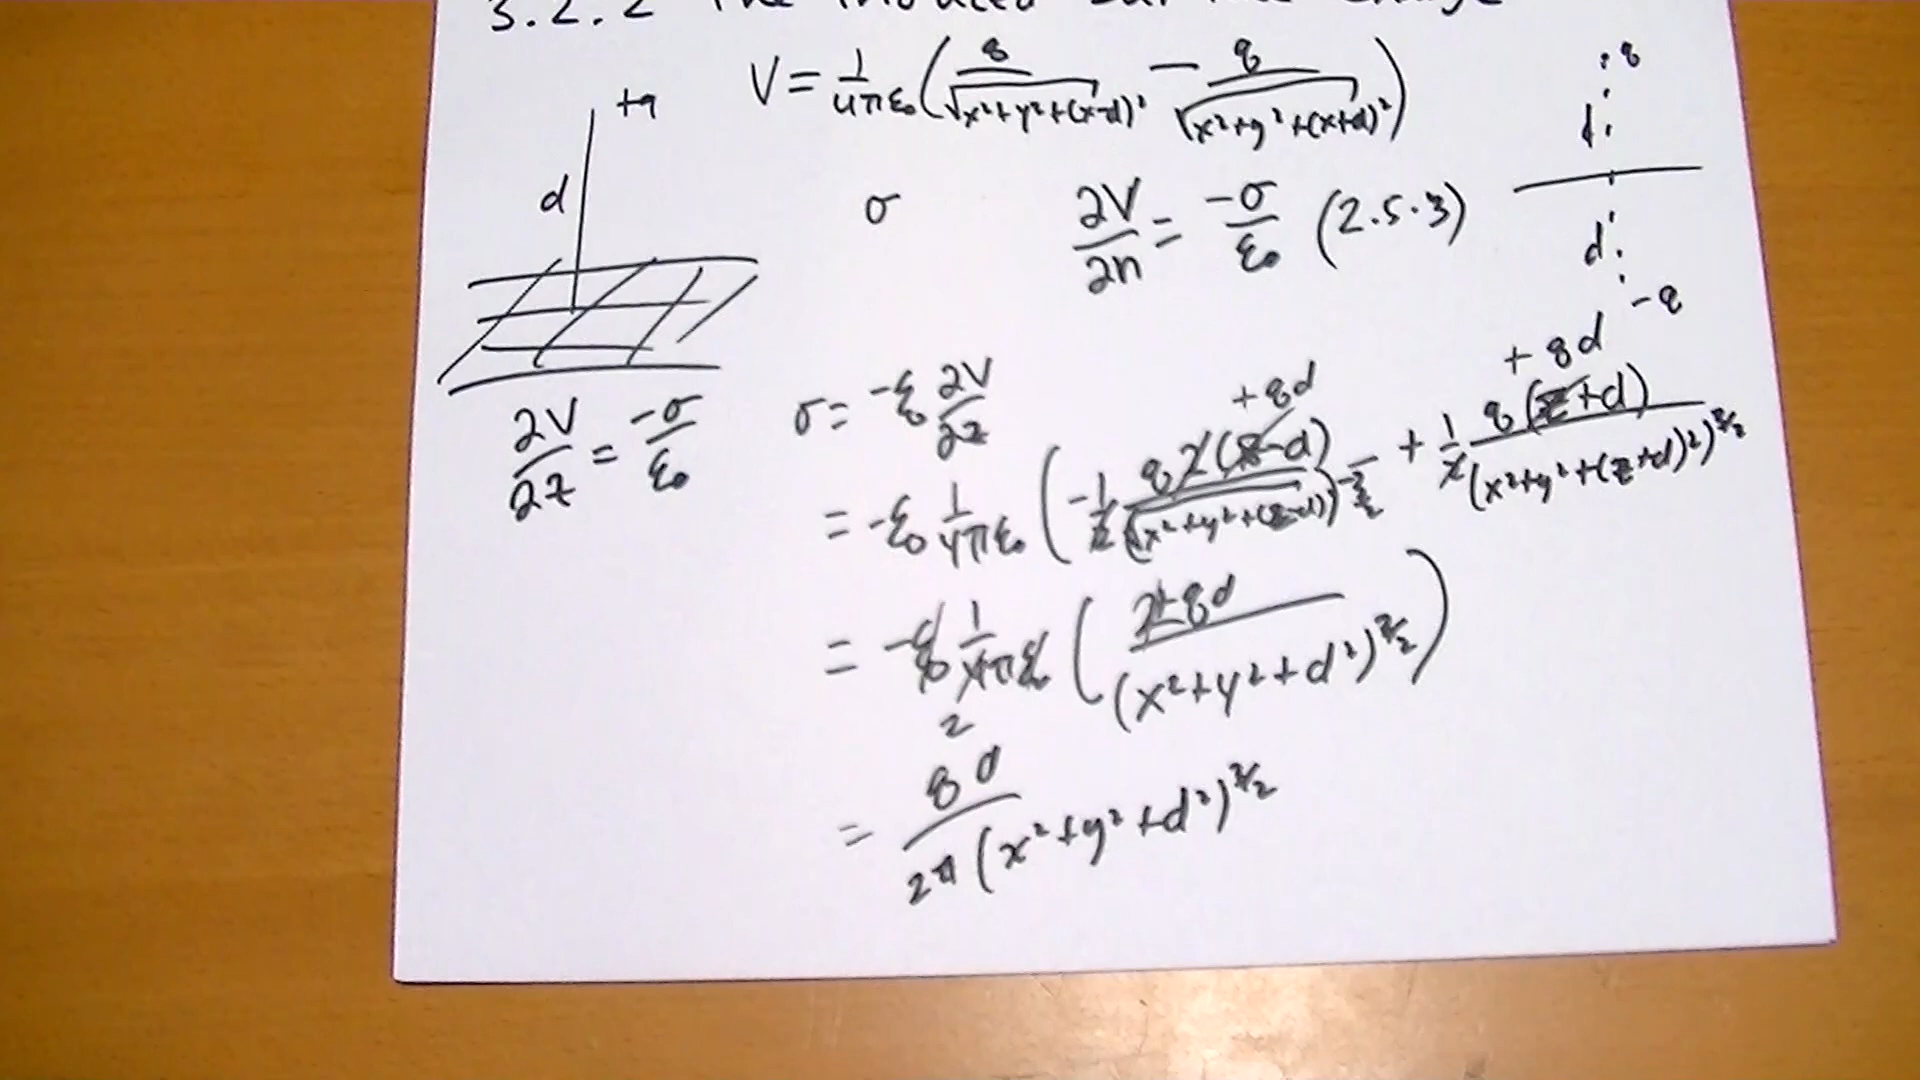 3.2.2 The Induced Surface Charge
V = 1/4πε₀ ( q/√x²+y²+(x-d)² - q/√x²+y²+(x+d)² )
+q
d
q
d
d
-q
σ
∂V/∂n = -σ/ε₀ (2.5.3)
∂V/∂z = -σ/ε₀
σ = -ε₀ ∂V/∂z
+qd
+qd
= -ε₀ 1/4πε₀ ( -1/2 q2(z-d)/(x²+y²+(z-d)²)^3/2 + 1/2 q(z+d)/(x²+y²+(z+d)²)^3/2
= -ε₀ 1/4πε₀ ( 2qd/(x²+y²+d²)^3/2 )
2
= qd/2π(x²+y²+d²)^3/2